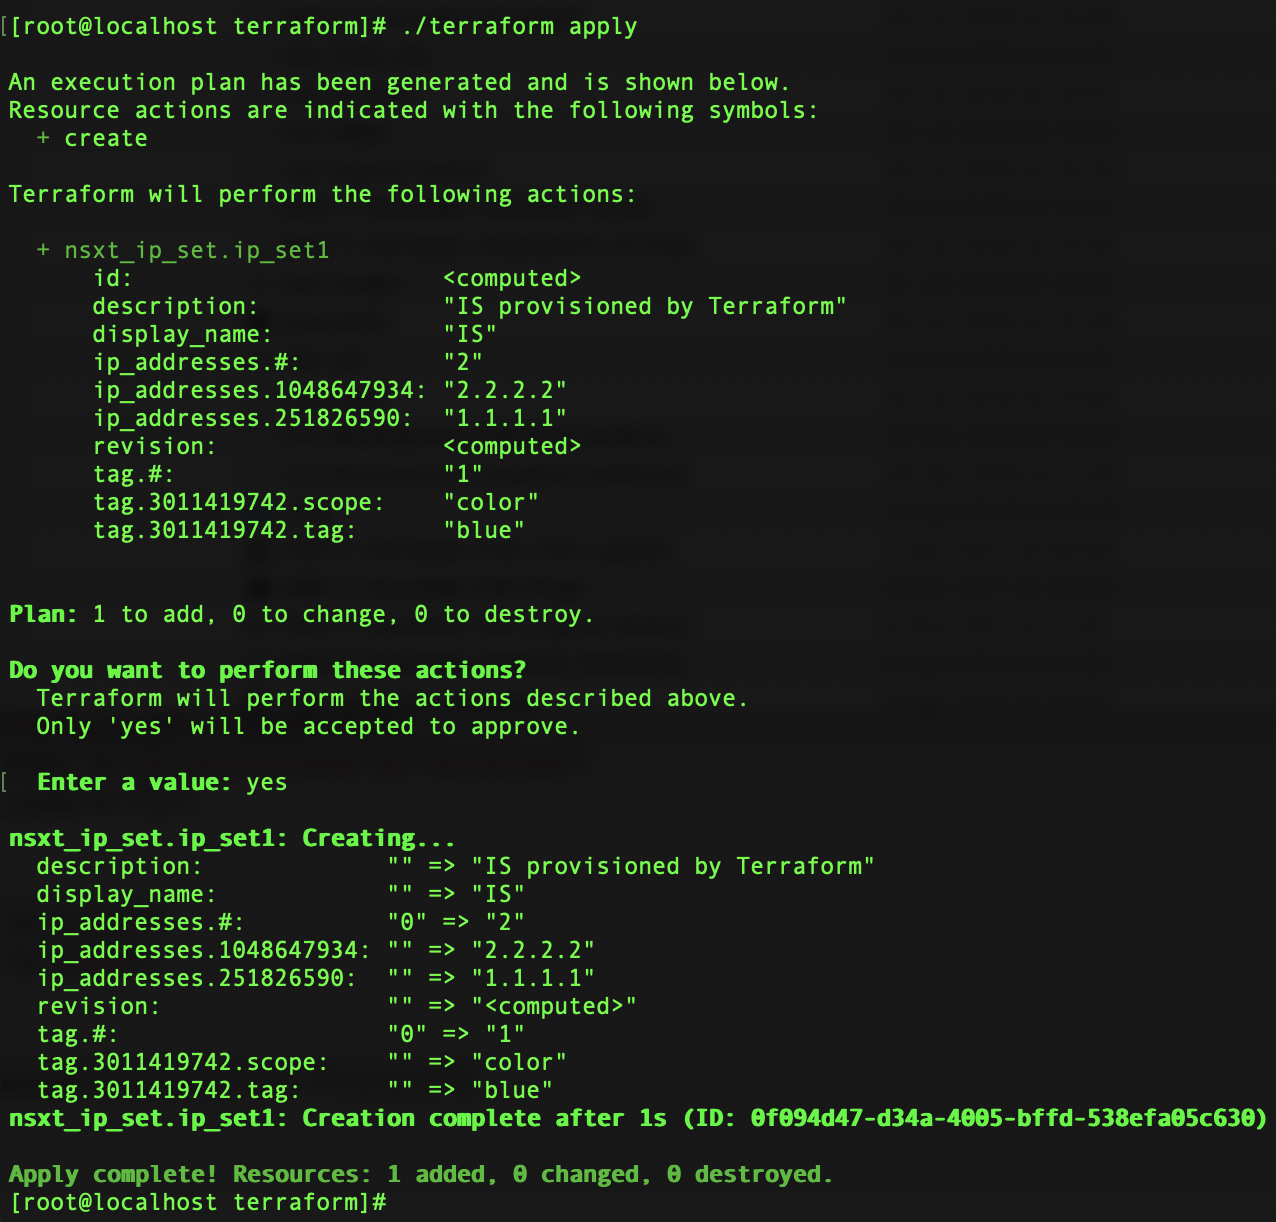 [[root@localhost terraform]# ./terraform apply
An execution plan has been generated and is shown below.
Resource actions are indicated with the following symbols:
  + create
Terraform will perform the following actions:
  + nsxt_ip_set.ip_set1
      id:                       <computed>
      description:              "IS provisioned by Terraform"
      display_name:             "IS"
      ip_addresses.#:           "2"
      ip_addresses.1048647934:  "2.2.2.2"
      ip_addresses.251826590:   "1.1.1.1"
      revision:                 <computed>
      tag.#:                    "1"
      tag.3011419742.scope:     "color"
      tag.3011419742.tag:       "blue"
Plan: 1 to add, 0 to change, 0 to destroy.
Do you want to perform these actions?
  Terraform will perform the actions described above.
  Only 'yes' will be accepted to approve.
[  Enter a value: yes
nsxt_ip_set.ip_set1: Creating...
  description:              "" => "IS provisioned by Terraform"
  display_name:             "" => "IS"
  ip_addresses.#:           "0" => "2"
  ip_addresses.1048647934:  "" => "2.2.2.2"
  ip_addresses.251826590:   "" => "1.1.1.1"
  revision:                 "" => "<computed>"
  tag.#:                    "0" => "1"
  tag.3011419742.scope:     "" => "color"
  tag.3011419742.tag:       "" => "blue"
nsxt_ip_set.ip_set1: Creation complete after 1s (ID: 0f094d47-d34a-4005-bffd-538efa05c630)
Apply complete! Resources: 1 added, 0 changed, 0 destroyed.
[root@localhost terraform]#